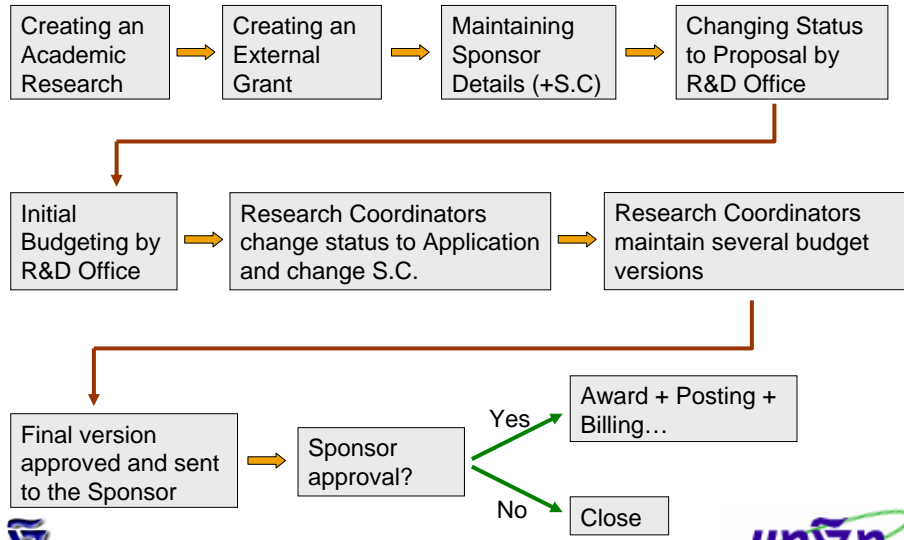 Creating an
Academic
Research
Creating an
External
Grant
Maintaining
Sponsor
Details (+S.C)
Changing Status
to Proposal by
R&D Office
Initial
Budgeting by
R&D Office
Research Coordinators
change status to Application
and change S.C.
Research Coordinators
maintain several budget
versions
Final version
approved and sent
to the Sponsor
Sponsor
approval?
Yes
Award + Posting +
Billing…
No
Close